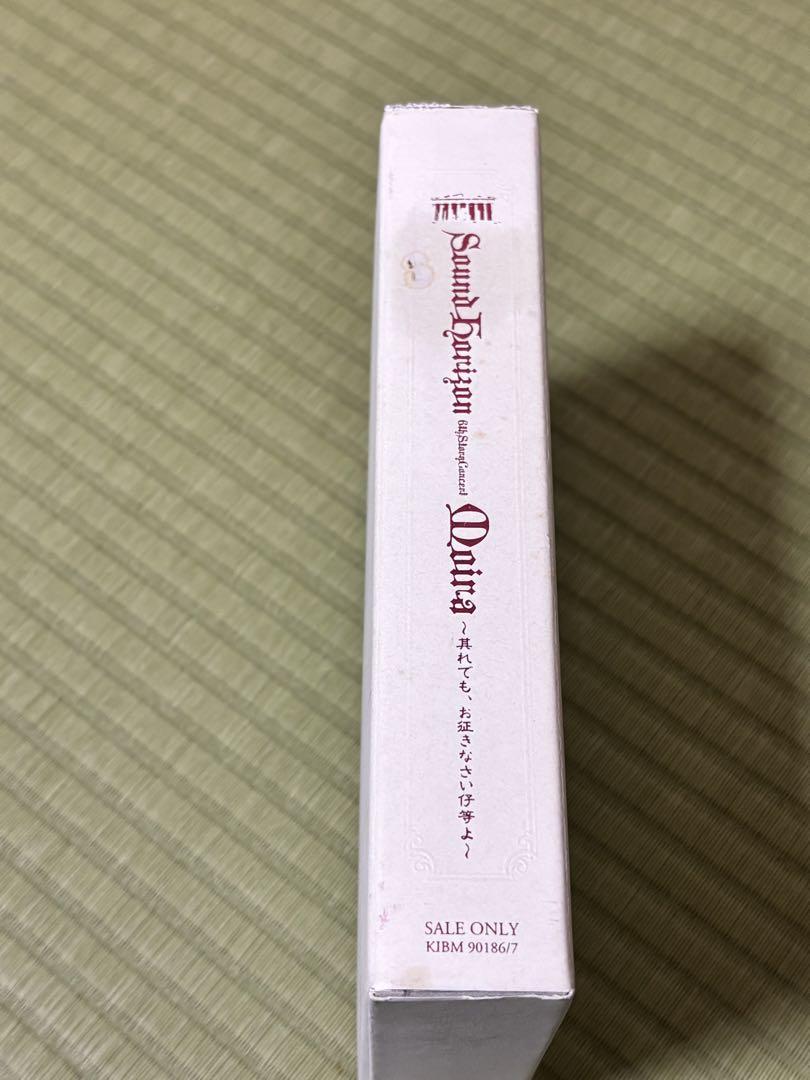 Sound Horizon
6th Story Concert
Moira
～其れでも、お征きなさい仔等よ～
SALE ONLY
KIBM 90186/7